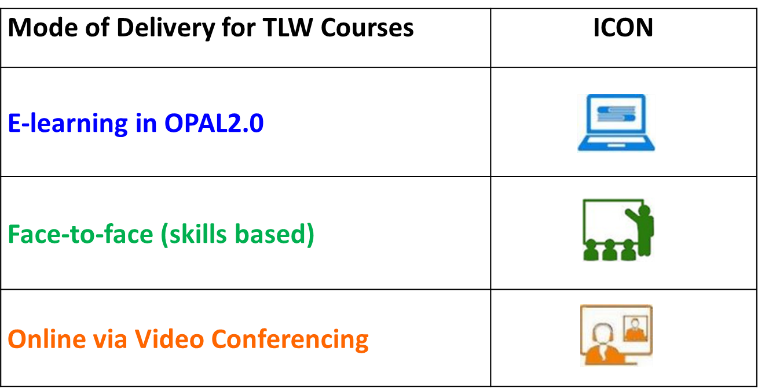 Mode of Delivery for TLW Courses
ICON
E-learning in OPAL2.0
Face-to-face (skills based)
Online via Video Conferencing